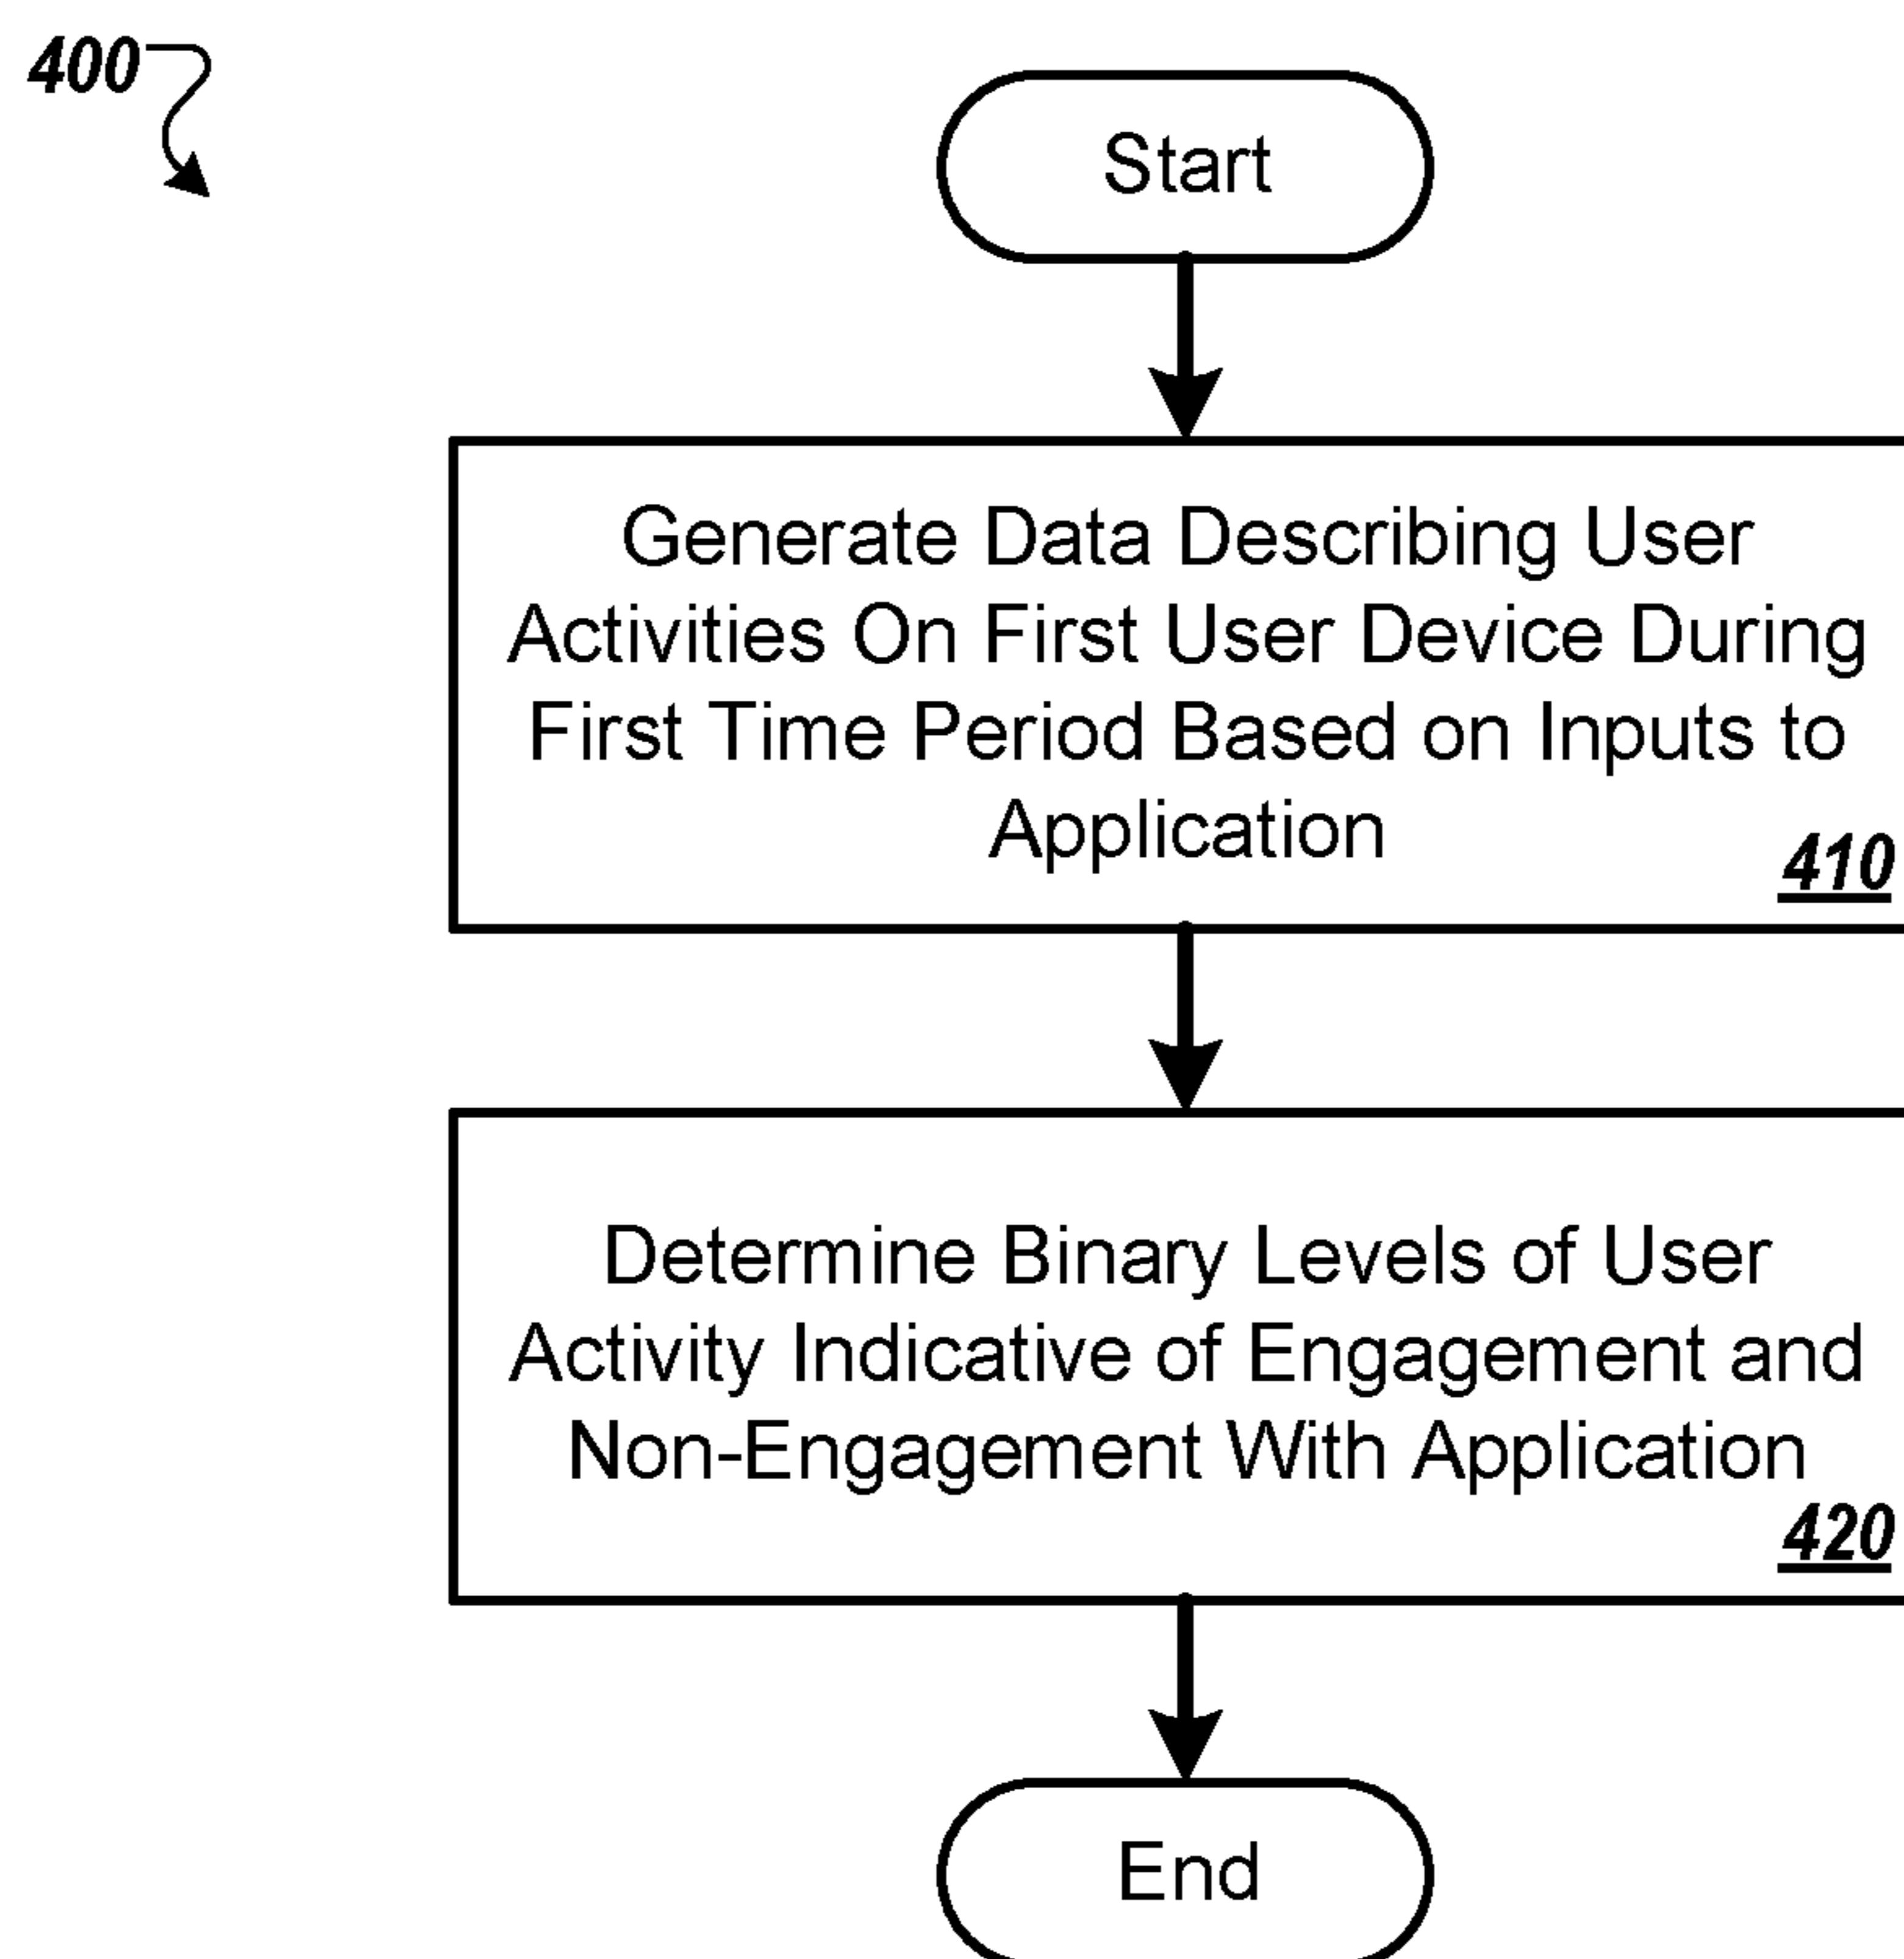 400
Start
Generate Data Describing User
Activities On First User Device During
First Time Period Based on Inputs to
Application
410
Determine Binary Levels of User
Activity Indicative of Engagement and
Non-Engagement With Application
420
End